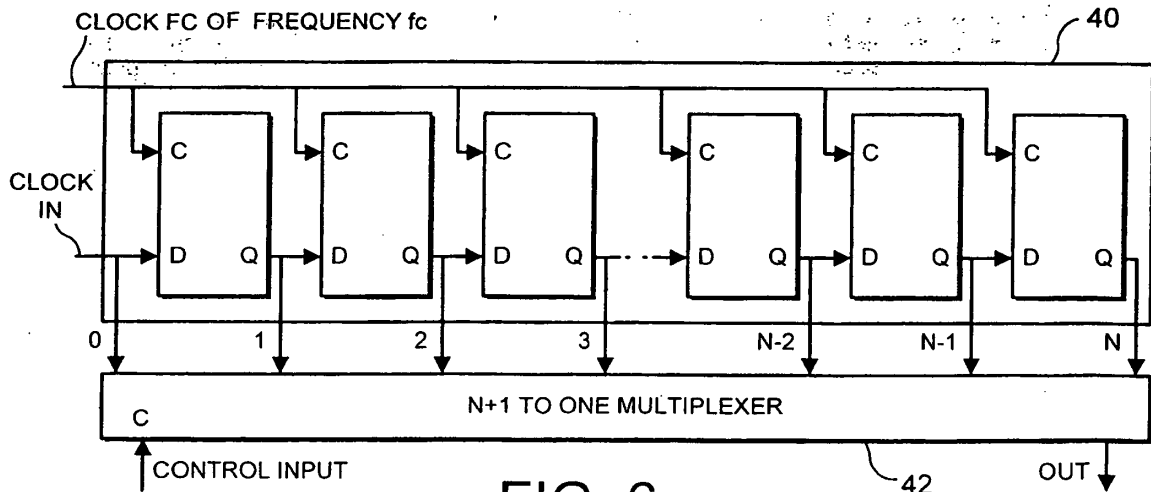 CLOCK FC OF FREQUENCY fc
40
C C C C C C
CLOCK
IN
D Q D Q D Q D Q D Q D Q
0 1 2 3 N-2 N-1 N
N+1 TO ONE MULTIPLEXER
C
CONTROL INPUT
42
OUT